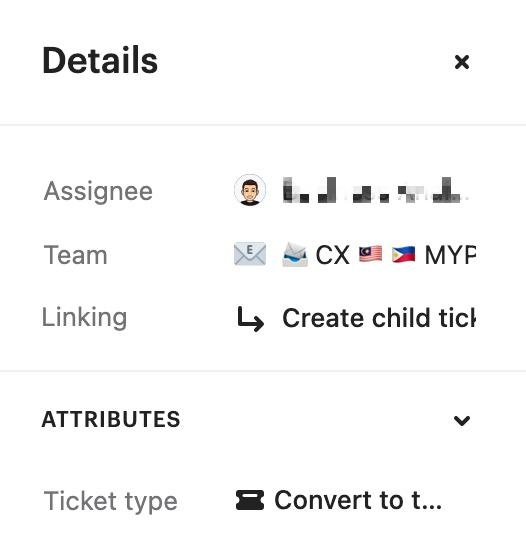 Details
Assignee
Team CX MYP
Linking Create child tick
ATTRIBUTES
Ticket type Convert to t...